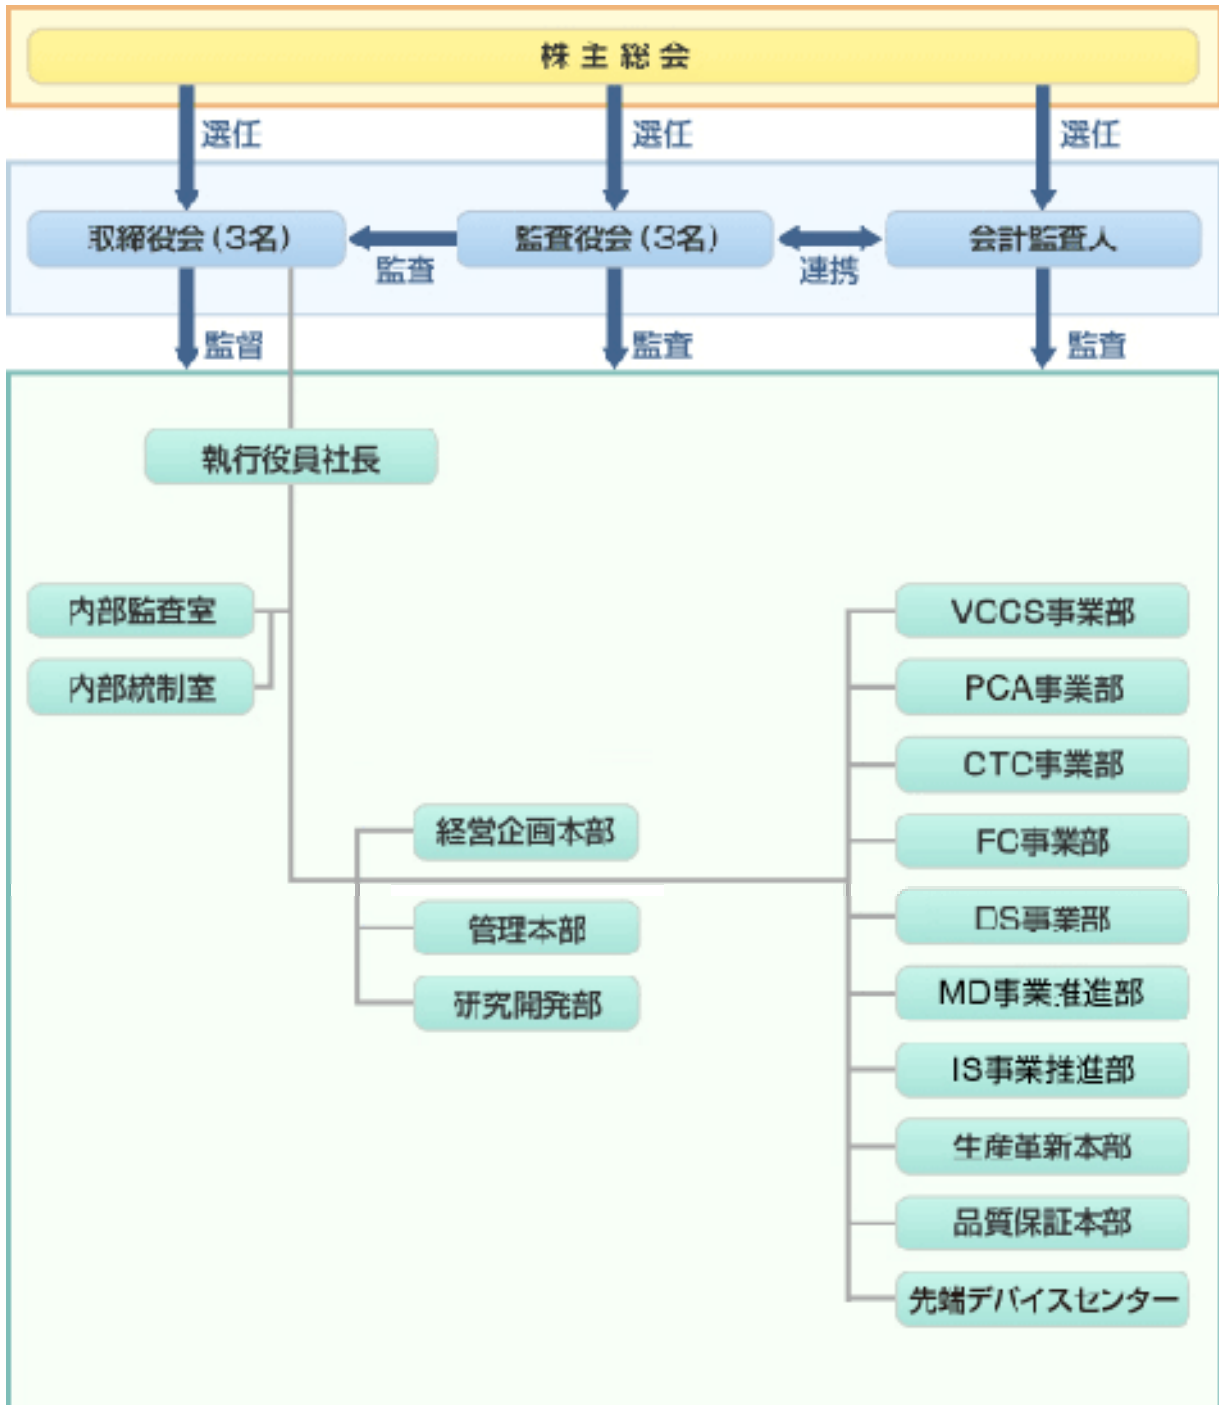 株主総会
選任
選任
選任
取締役会(3名)
監査
監査役会(3名)
連携
会計監査人
監督
監査
監査
執行役員社長
内部監査室
内部統制室
経営企画本部
管理本部
研究開発部
VCCS事業部
PCA事業部
CTC事業部
FC事業部
DS事業部
MD事業推進部
IS事業推進部
生産革新本部
品質保証本部
先端デバイスセンター